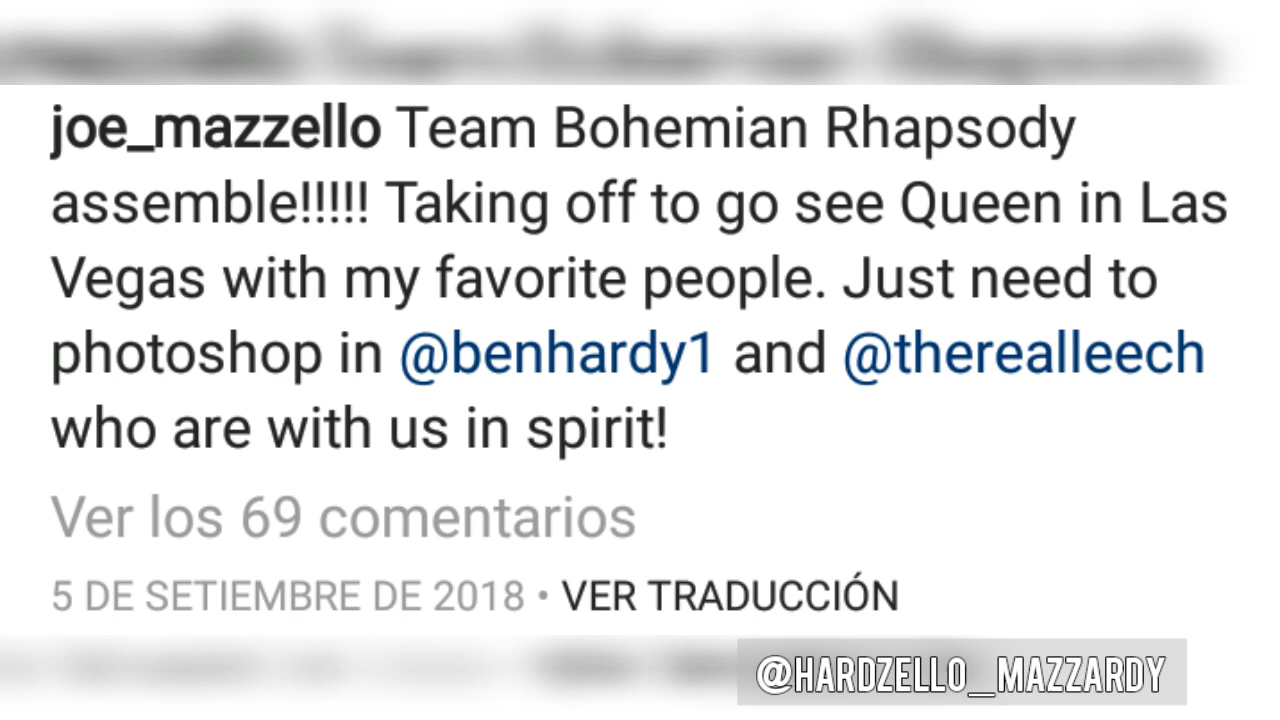 joe_mazzello Team Bohemian Rhapsody
assemble!!!!! Taking off to go see Queen in Las
Vegas with my favorite people. Just need to
photoshop in @benhardy1 and @therealleech
who are with us in spirit!
Ver los 69 comentarios
5 DE SETIEMBRE DE 2018 • VER TRADUCCIÓN
@HARDZELLO_MAZZARDY